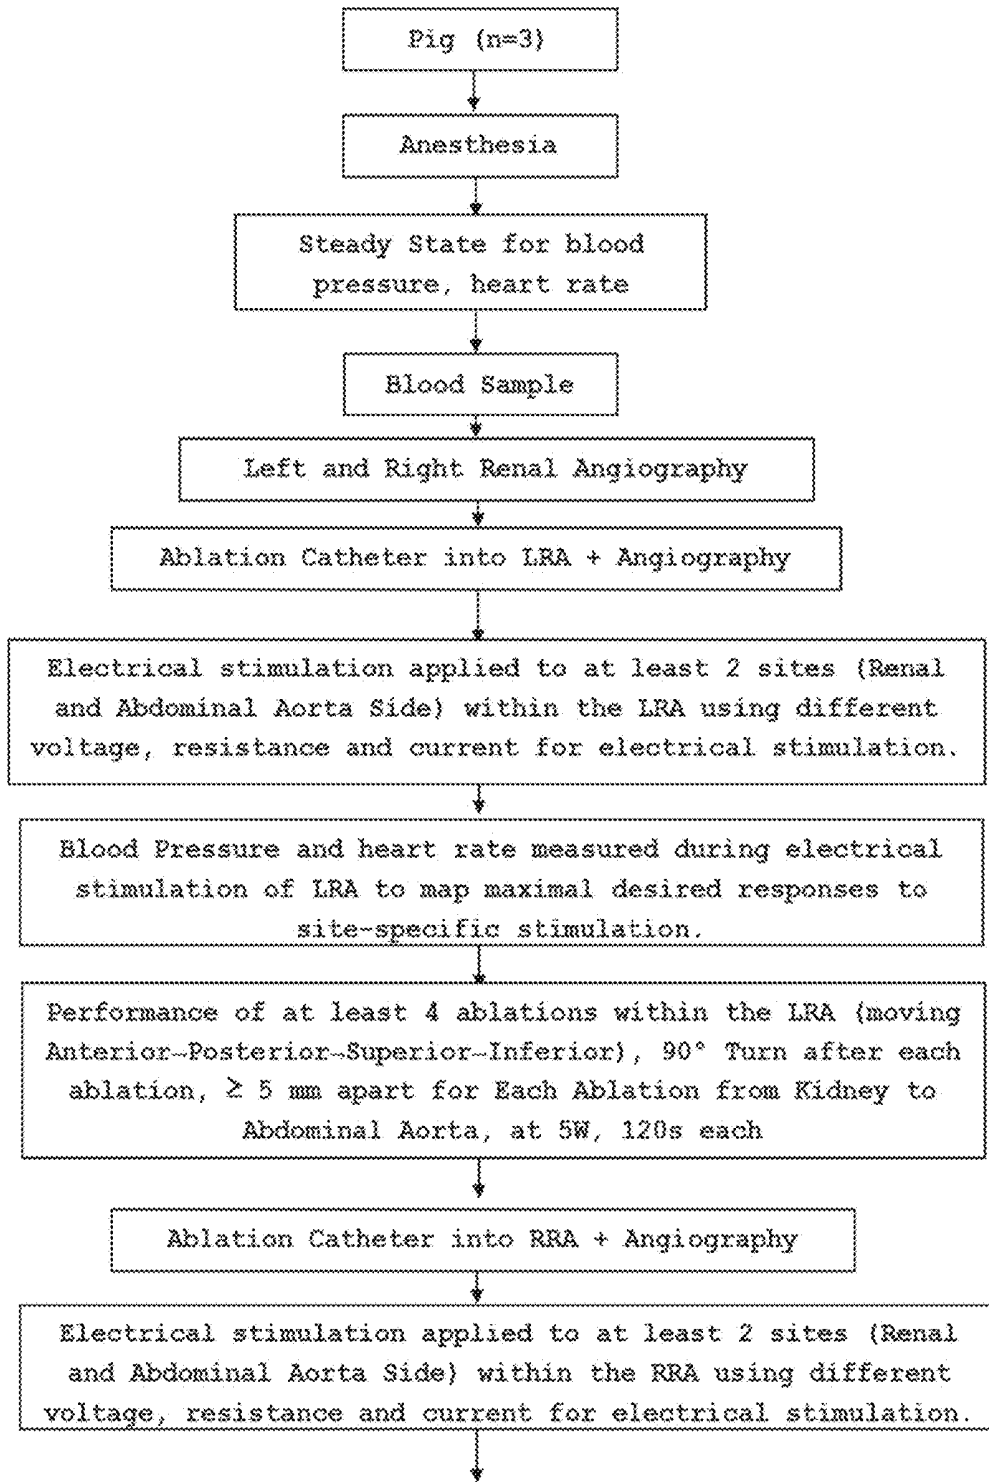 Pig (n=3)
Anesthesia
Steady State for blood
pressure, heart rate
Blood Sample
Left and Right Renal Angiography
Ablation Catheter into LRA + Angiography
Electrical stimulation applied to at least 2 sites (Renal
and Abdominal Aorta Side) within the LRA using different
voltage, resistance and current for electrical stimulation.
Blood Pressure and heart rate measured during electrical
stimulation of LRA to map maximal desired responses to
site-specific stimulation.
Performance of at least 4 ablations within the LRA (moving
Anterior→Posterior→Superior→Inferior), 90° Turn after each
ablation, ≥ 5 mm apart for Each Ablation from Kidney to
Abdominal Aorta, at 5W, 120s each
Ablation Catheter into RRA + Angiography
Electrical stimulation applied to at least 2 sites (Renal
and Abdominal Aorta Side) within the RRA using different
voltage, resistance and current for electrical stimulation.